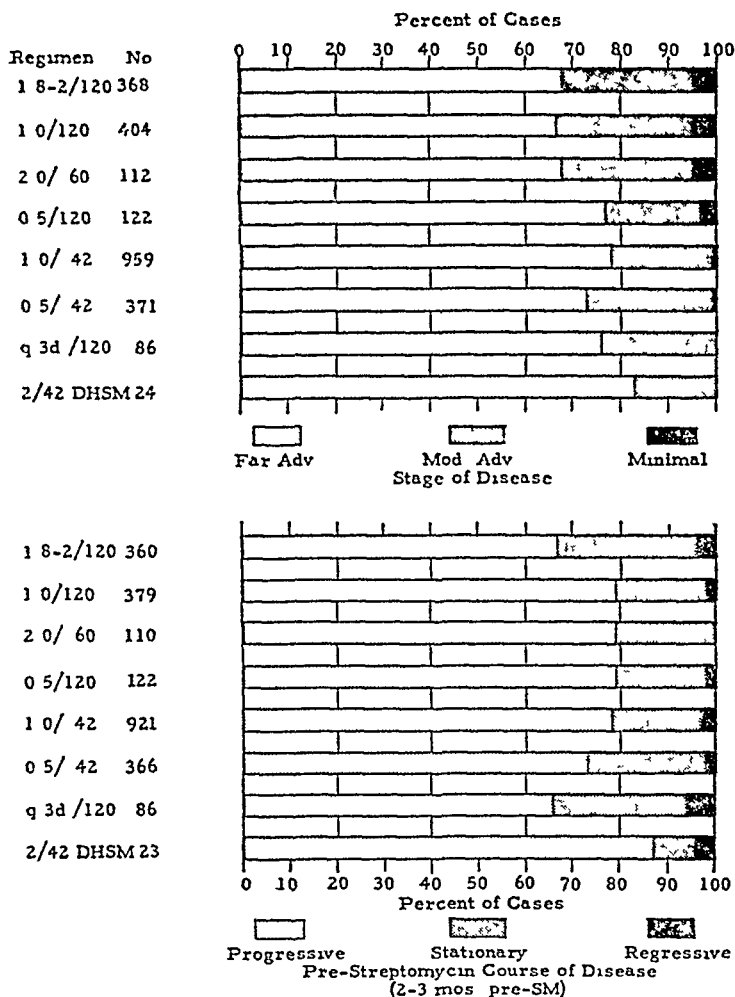 Percent of Cases
0 10 20 30 40 50 60 70 80 90 100
Regimen No
1 8-2/120 368
1 0/120 404
2 0/ 60 112
0 5/120 122
1 0/ 42 959
0 5/ 42 371
q 3d /120 86
2/42 DHSM 24
Far Adv Mod Adv Minimal
Stage of Disease
1 8-2/120 360
1 0/120 379
2 0/ 60 110
0 5/120 122
1 0/ 42 921
0 5/ 42 366
q 3d /120 86
2/42 DHSM 23
0 10 20 30 40 50 60 70 80 90 100
Percent of Cases
Progressive Stationary Regressive
Pre-Streptomycin Course of Disease
(2-3 mos pre-SM)